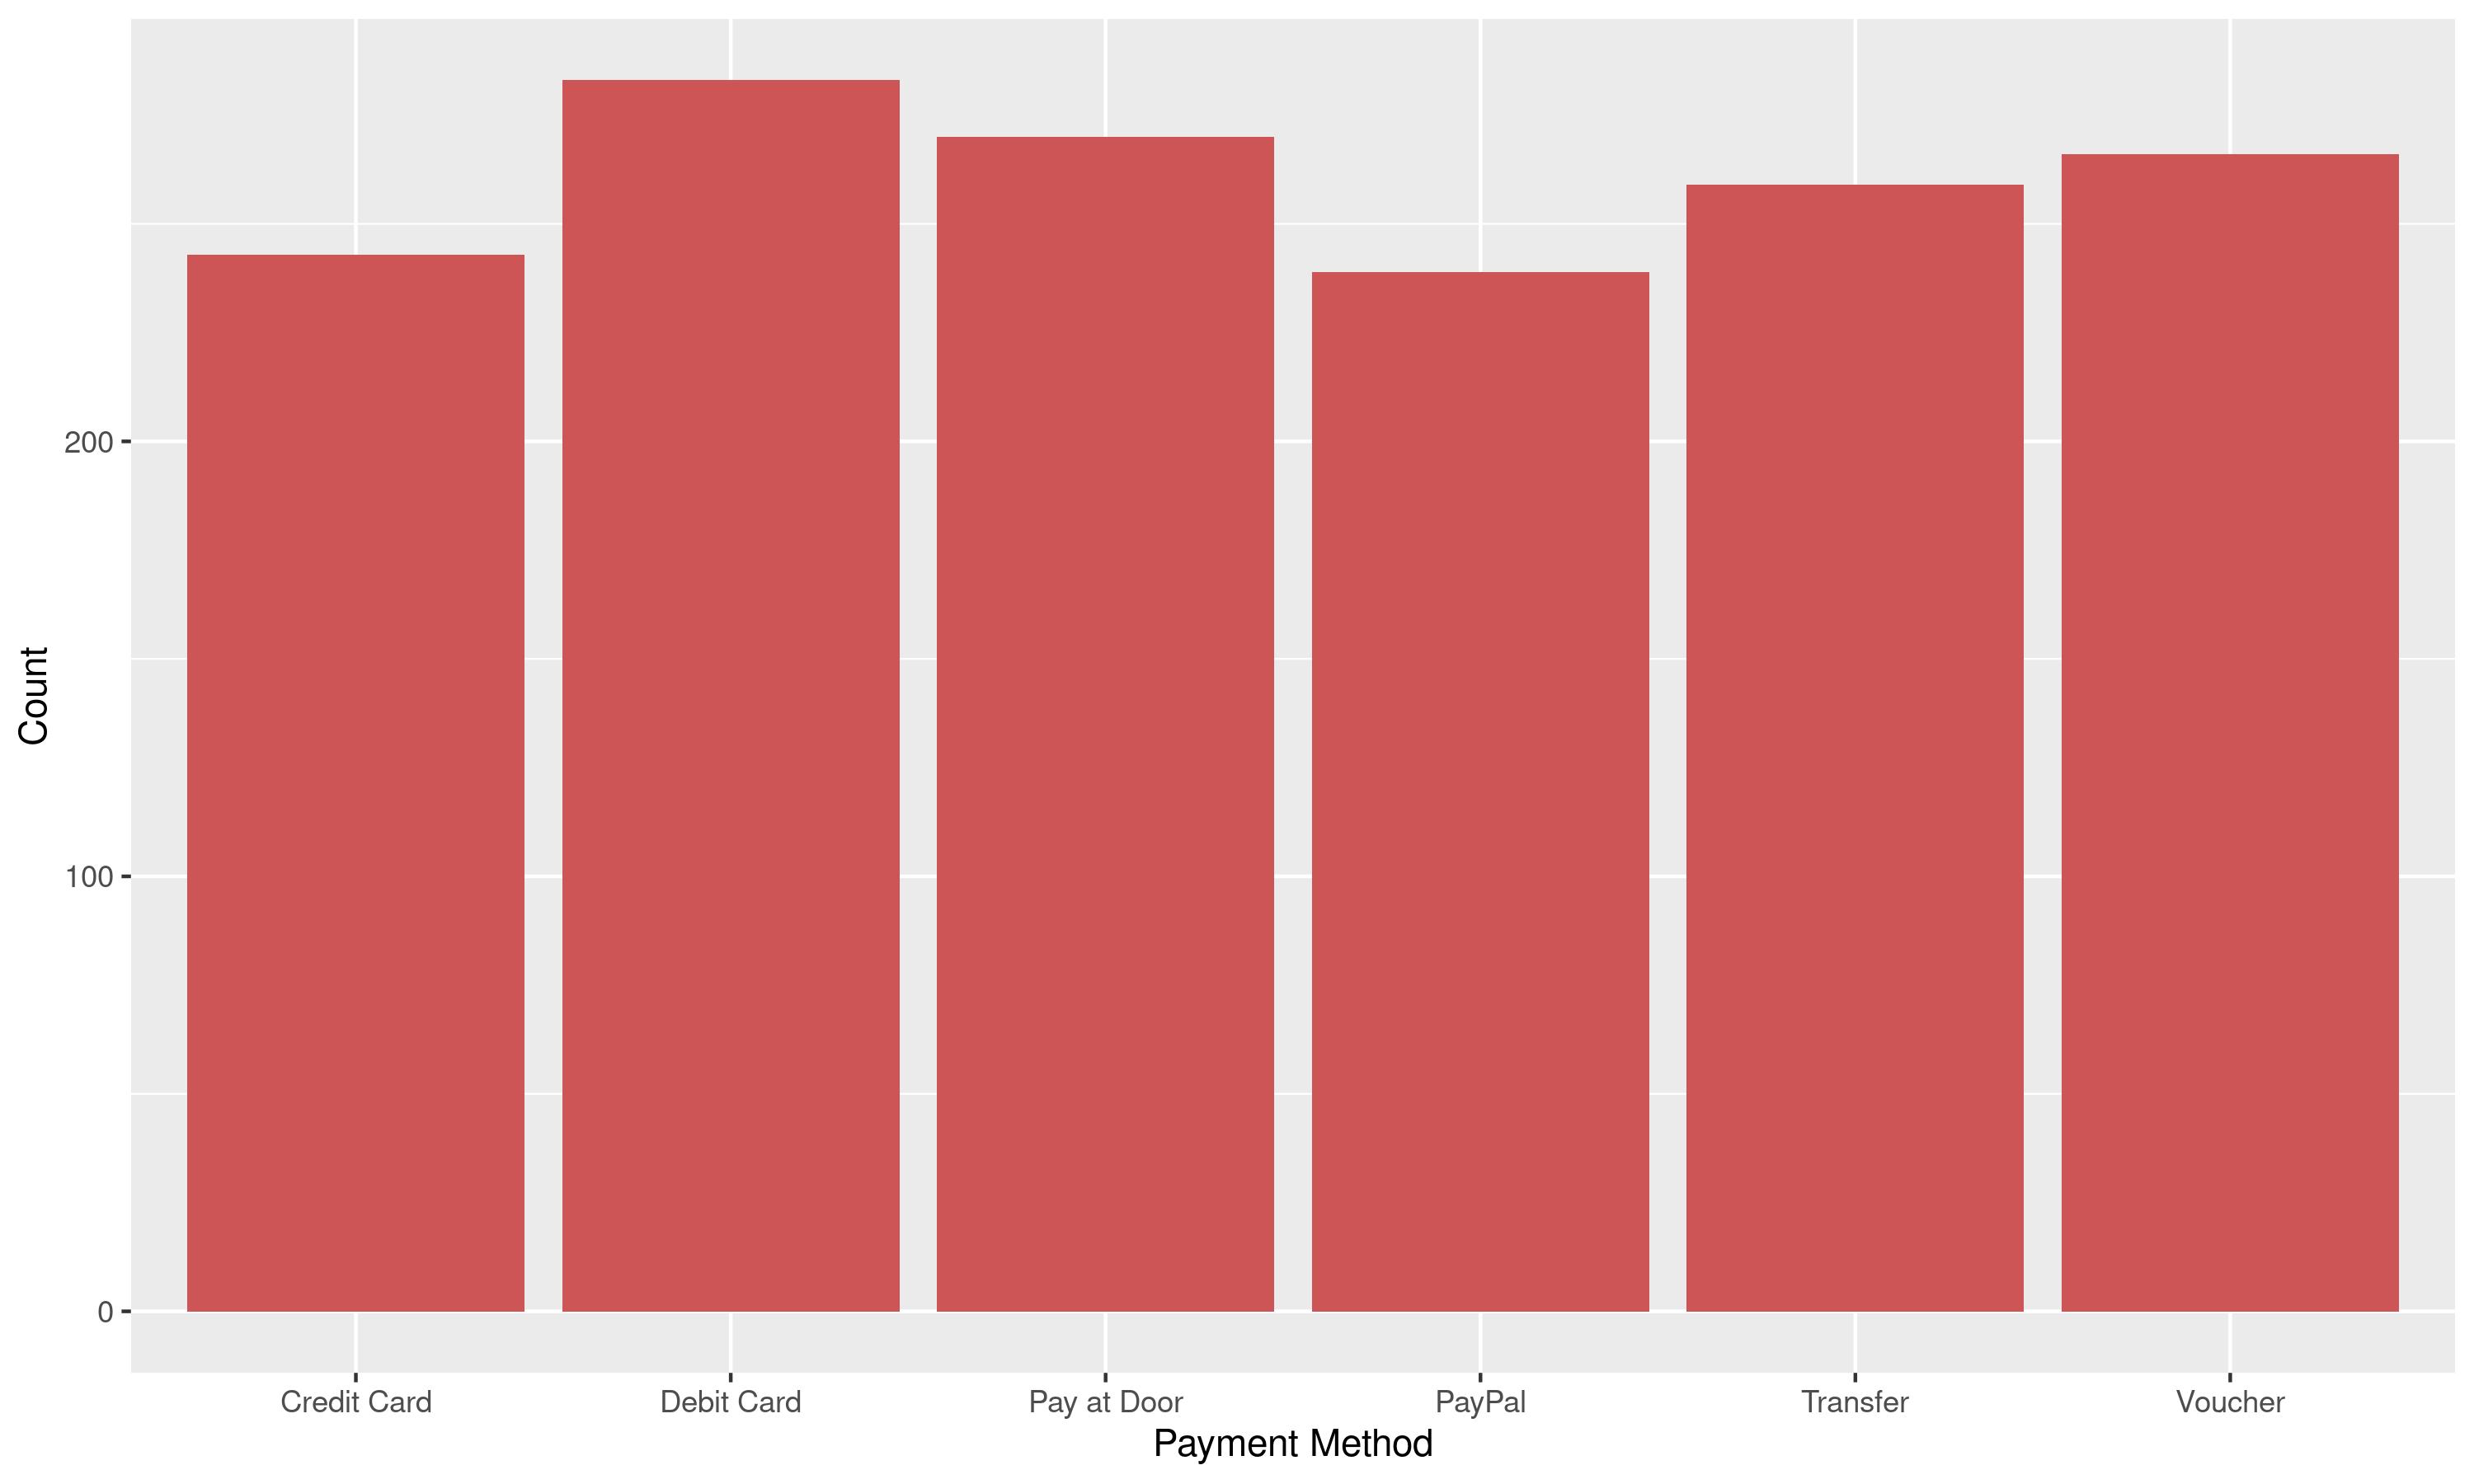 Count
200
100
0
Credit Card Debit Card Pay at Door PayPal Transfer Voucher
Payment Method